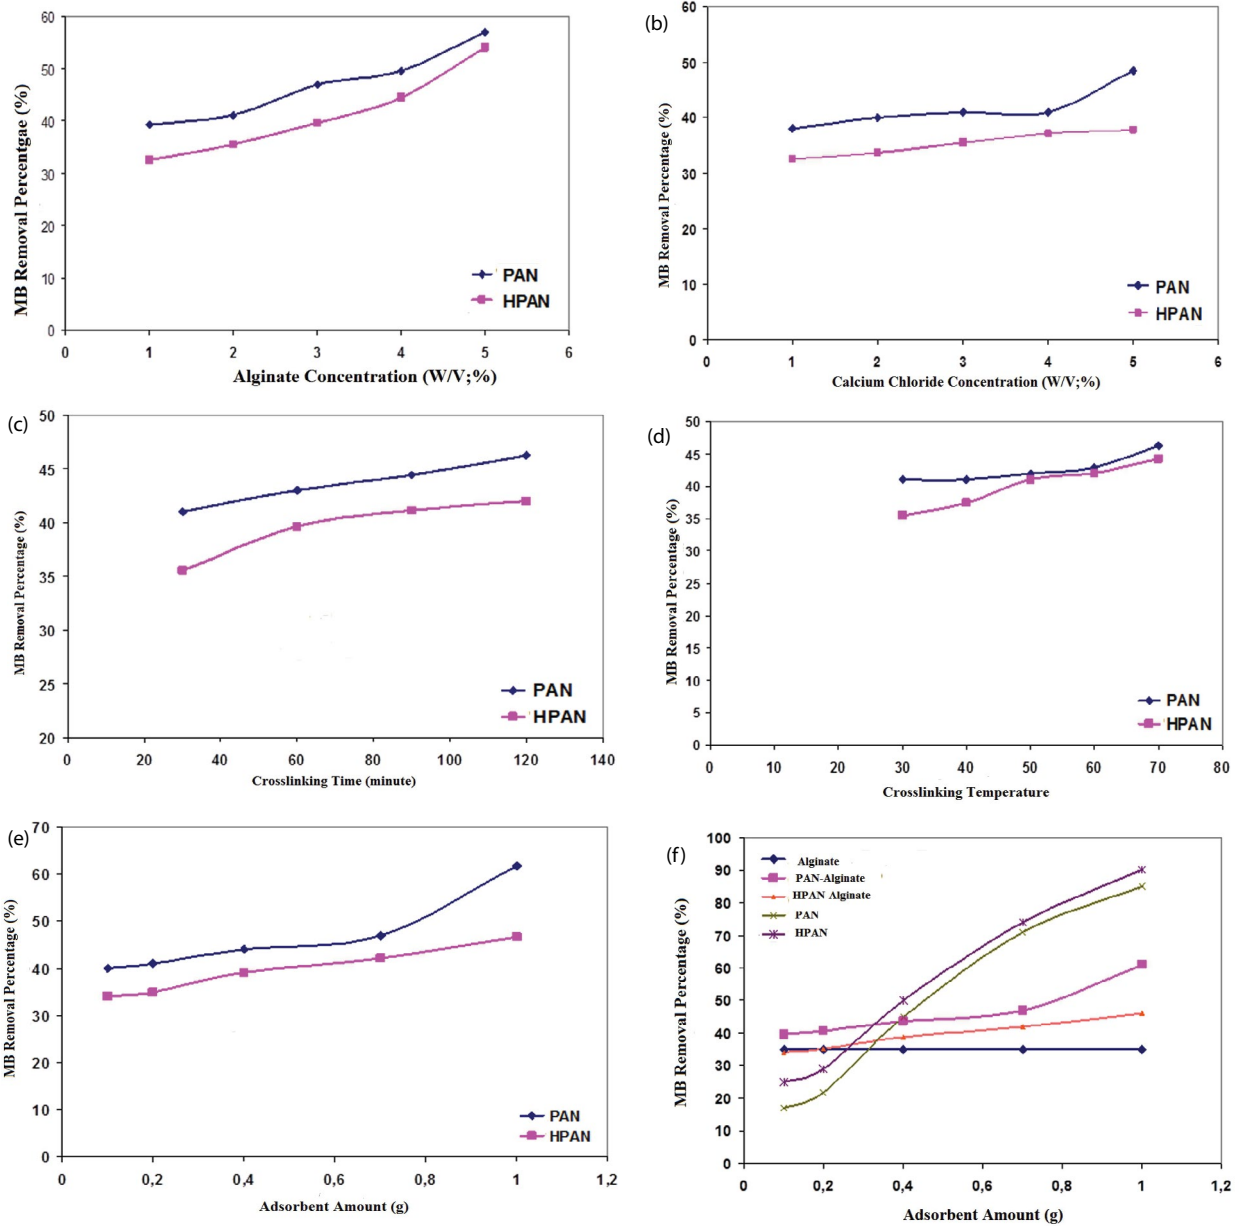 60
50
40
30
20
10
0
MB Removal Percentgae (%)
PAN
HPAN
0 1 2 3 4 5 6
Alginate Concentration (W/V;%)
(b)
60
50
40
30
20
10
0
MB Removal Percentage (%)
PAN
HPAN
0 1 2 3 4 5 6
Calcium Chloride Concentration (W/V;%)
(c)
50
45
40
35
30
25
20
MB Removal Percentage (%)
PAN
HPAN
0 20 40 60 80 100 120 140
Crosslinking Time (minute)
(d)
50
45
40
35
30
25
20
15
10
5
0
MB Removal Percentage (%)
PAN
HPAN
0 10 20 30 40 50 60 70 80
Crosslinking Temperature
(e)
70
60
50
40
30
20
10
0
MB Removal Percentage (%)
PAN
HPAN
0 0,2 0,4 0,6 0,8 1 1,2
Adsorbent Amount (g)
(f)
100
90
80
70
60
50
40
30
20
10
0
MB Removal Percentage (%)
Alginate
PAN-Alginate
HPAN Alginate
PAN
HPAN
0 0,2 0,4 0,6 0,8 1 1,2
Adsorbent Amount (g)